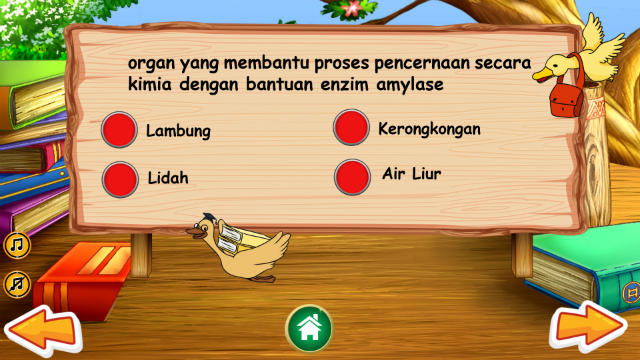 organ yang membantu proses pencernaan secara
kimia dengan bantuan enzim amylase
Lambung
Kerongkongan
Lidah
Air Liur